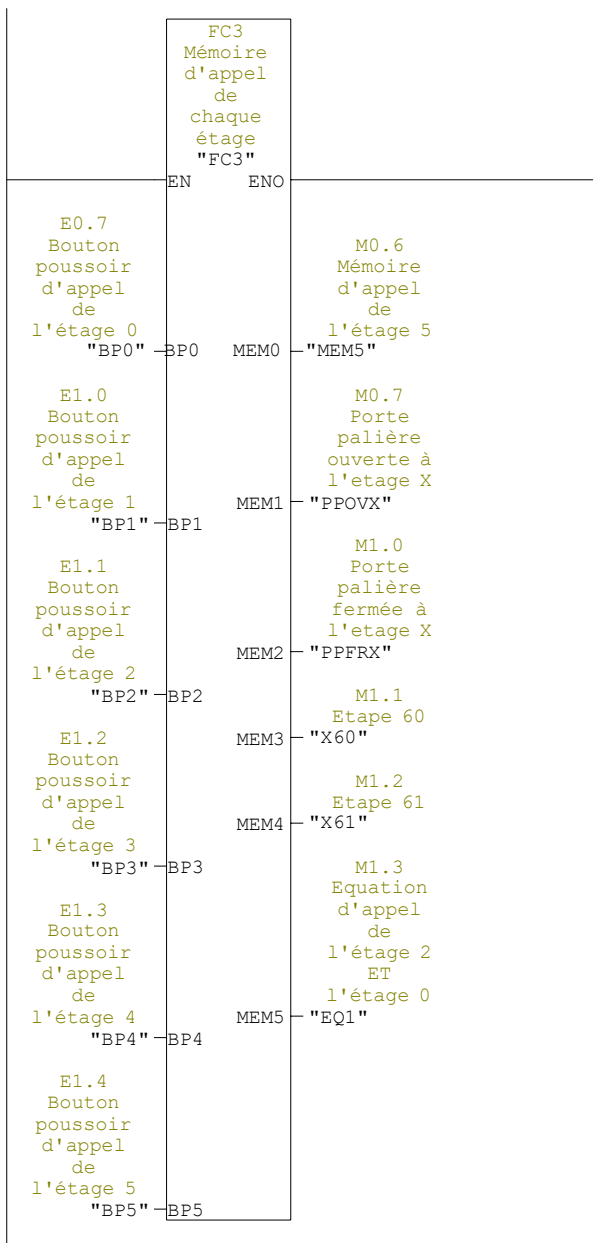 FC3
Mémoire
d'appel
de
chaque
étage
"FC3"
EN ENO
E0.7
Bouton
poussoir
d'appel
de
l'étage 0
"BP0" BP0
M0.6
Mémoire
d'appel
de
l'étage 5
MEM0 "MEM5"
E1.0
Bouton
poussoir
d'appel
de
l'étage 1
"BP1" BP1
M0.7
Porte
palière
ouverte à
l'etage X
MEM1 "PPOVX"
E1.1
Bouton
poussoir
d'appel
de
l'étage 2
"BP2" BP2
M1.0
Porte
palière
fermée à
l'etage X
MEM2 "PPFRX"
E1.2
Bouton
poussoir
d'appel
de
l'étage 3
"BP3" BP3
M1.1
Etape 60
MEM3 "X60"
M1.2
Etape 61
MEM4 "X61"
E1.3
Bouton
poussoir
d'appel
de
l'étage 4
"BP4" BP4
M1.3
Equation
d'appel
de
l'étage 2
ET
l'étage 0
MEM5 "EQ1"
E1.4
Bouton
poussoir
d'appel
de
l'étage 5
"BP5" BP5